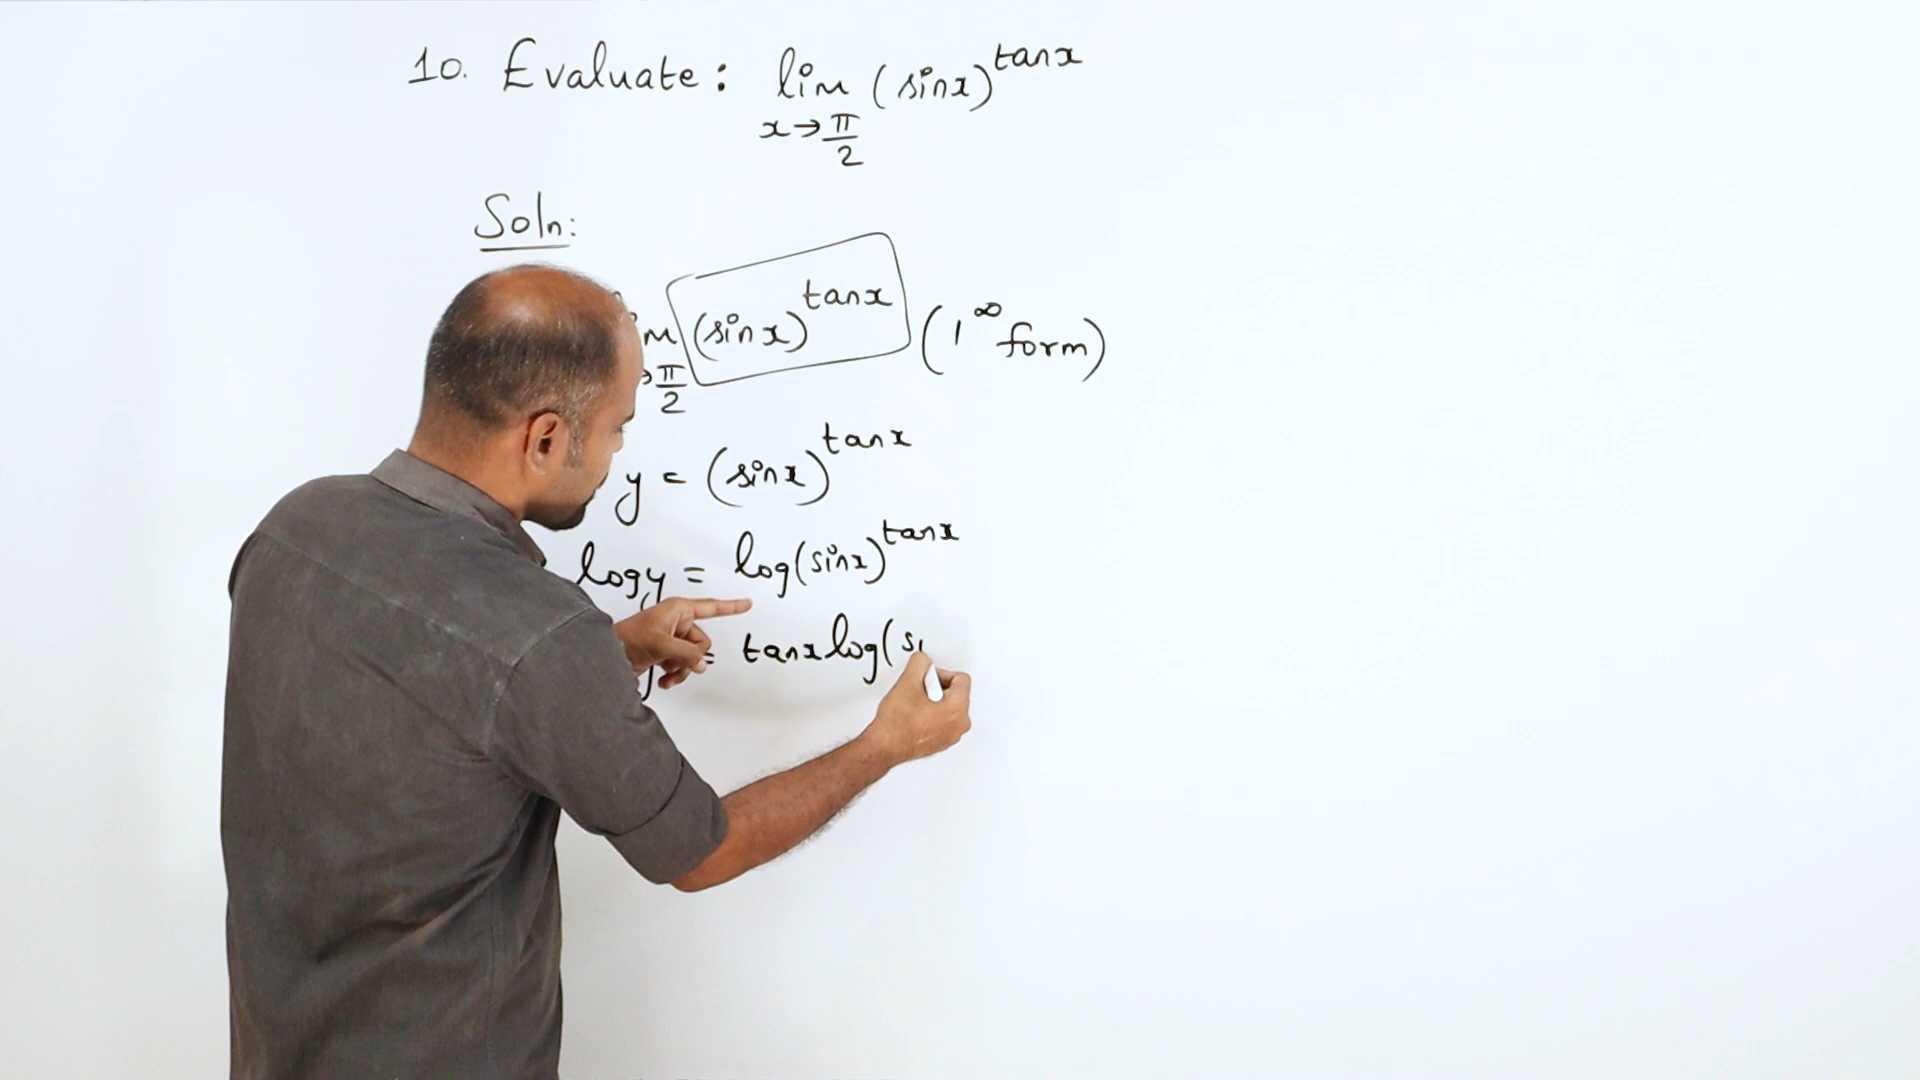 10. Evaluate: lim (sinx)^tanx
x→π/2
Soln:
(sinx)^tanx (1^∞ form)
→π/2
y = (sinx)^tanx
logy = log(sinx)^tanx
= tanxlog(si